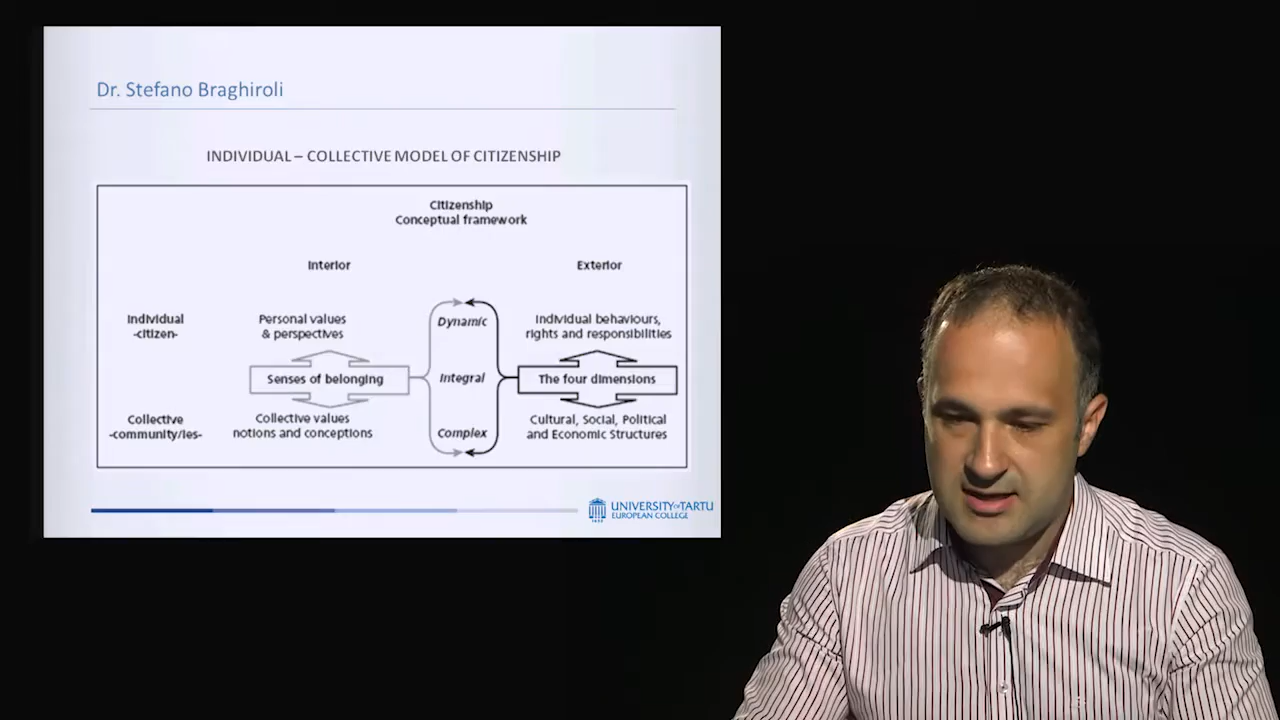 Dr. Stefano Braghiroli
INDIVIDUAL – COLLECTIVE MODEL OF CITIZENSHIP
Citizenship
Conceptual framework
Interior
Exterior
Individual
-citizen-
Personal values
& perspectives
Dynamic
Individual behaviours,
rights and responsibilities
Senses of belonging
Integral
The four dimensions
Collective
-community/ies-
Collective values
notions and conceptions
Complex
Cultural, Social, Political
and Economic Structures
UNIVERSITY OF TARTU
EUROPEAN COLLEGE
1632